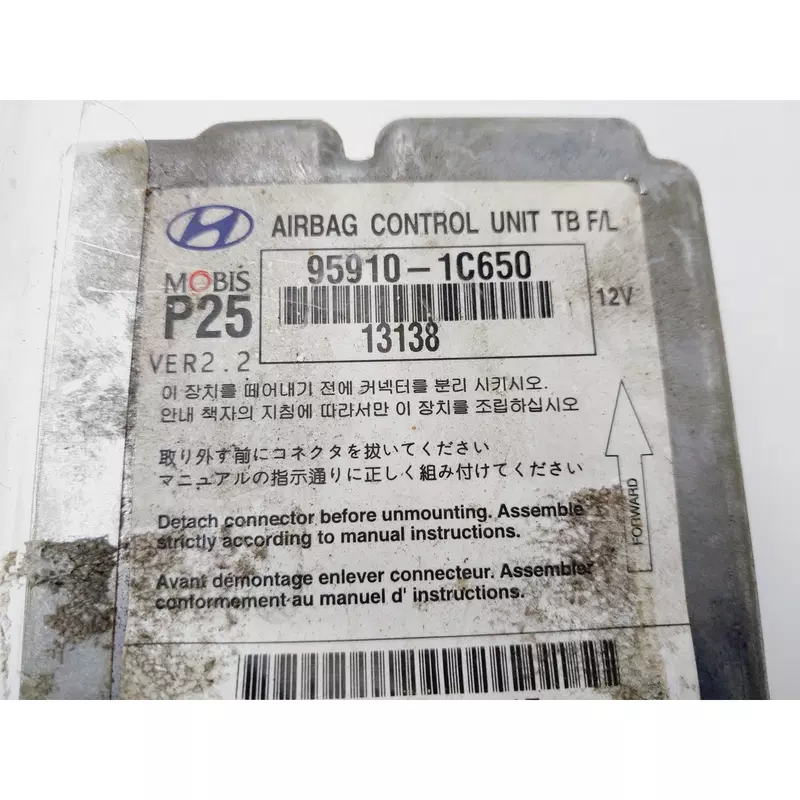 AIRBAG CONTROL UNIT TB F/L
MOBIS
95910-1C650
P25
12V
13138
VER2.2
이 장치를 떼어내기 전에 커넥터를 분리 시키시오.
안내 책자의 지침에 따라서만 이 장치를 조립하십시오
取り外す前にコネクタを抜いてください
マニュアルの指示通りに正しく組み付けてください
FORWARD
Detach connector before unmounting. Assemble
strictly according to manual instructions.
Avant démontage enlever connecteur. Assembler
conformement au manuel d' instructions.